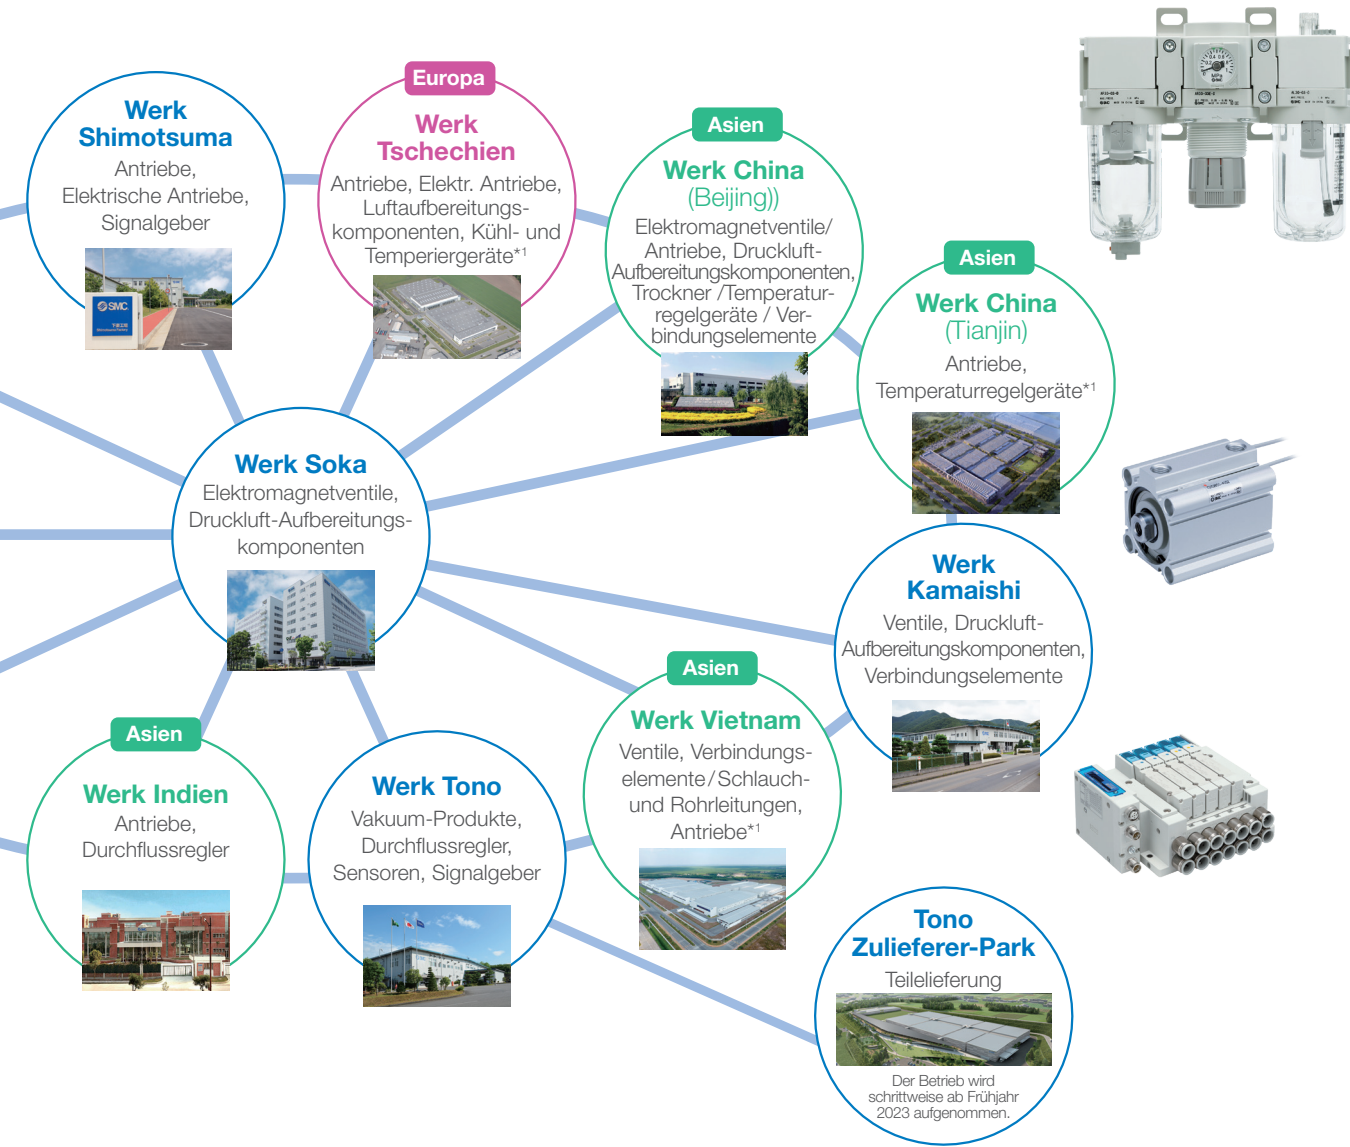 Werk
Shimotsuma
Antriebe,
Elektrische Antriebe,
Signalgeber
SMC
Europa
Werk
Tschechien
Antriebe, Elektr. Antriebe,
Luftaufbereitungs-
komponenten, Kühl- und
Temperiergeräte*1
Asien
Werk China
(Beijing))
Elektromagnetventile/
Antriebe, Druckluft-
Aufbereitungskomponenten,
Trockner /Temperatur-
regelgeräte / Ver-
bindungselemente
Asien
Werk China
(Tianjin)
Antriebe,
Temperaturregelgeräte*1
Werk Soka
Elektromagnetventile,
Druckluft-Aufbereitungs-
komponenten
Werk
Kamaishi
Ventile, Druckluft-
Aufbereitungskomponenten,
Verbindungselemente
Asien
Werk Vietnam
Ventile, Verbindungs-
elemente/Schlauch-
und Rohrleitungen,
Antriebe*1
Asien
Werk Indien
Antriebe,
Durchflussregler
Werk Tono
Vakuum-Produkte,
Durchflussregler,
Sensoren, Signalgeber
Tono
Zulieferer-Park
Teilelieferung
Der Betrieb wird
schrittweise ab Frühjahr
2023 aufgenommen.